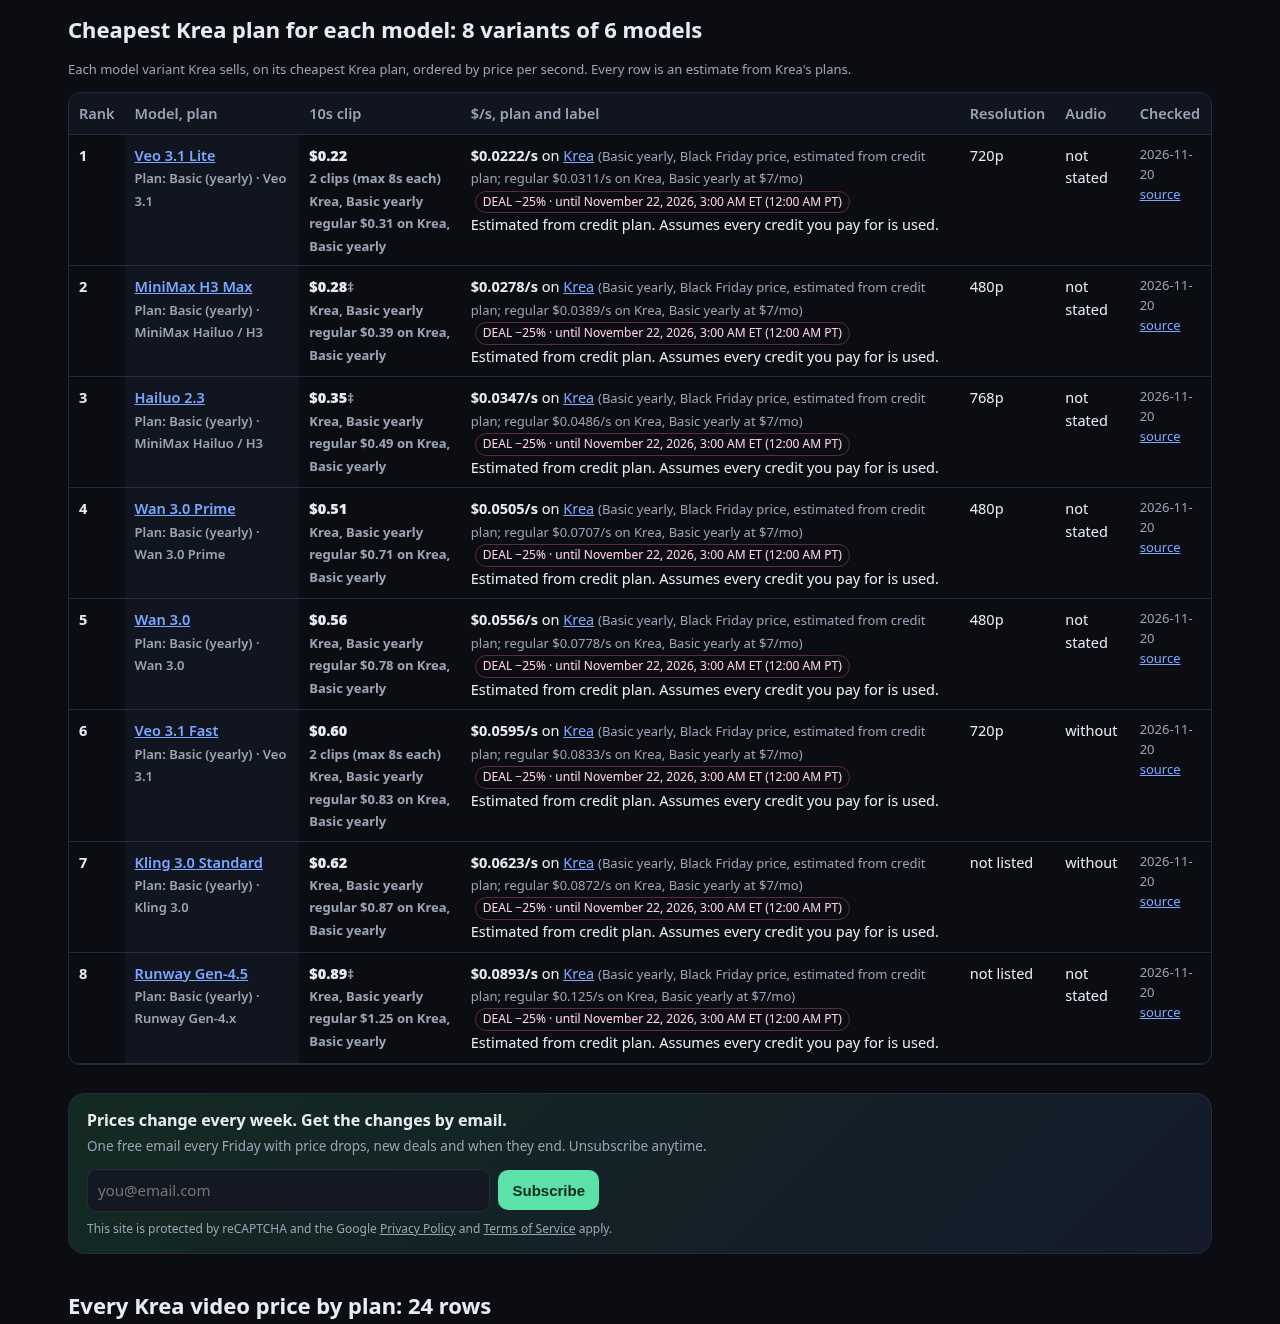 Cheapest Krea plan for each model: 8 variants of 6 models
Each model variant Krea sells, on its cheapest Krea plan, ordered by price per second. Every row is an estimate from Krea's plans.
Rank Model, plan 10s clip $/s, plan and label Resolution Audio Checked
1 Veo 3.1 Lite $0.22 $0.0222/s on Krea (Basic yearly, Black Friday price, estimated from credit 720p not 2026-11-
Plan: Basic (yearly) · Veo 2 clips (max 8s each) plan; regular $0.0311/s on Krea, Basic yearly at $7/mo) stated 20
3.1 Krea, Basic yearly DEAL −25% · until November 22, 2026, 3:00 AM ET (12:00 AM PT) source
regular $0.31 on Krea, Estimated from credit plan. Assumes every credit you pay for is used.
Basic yearly
2 MiniMax H3 Max $0.28‡ $0.0278/s on Krea (Basic yearly, Black Friday price, estimated from credit 480p not 2026-11-
Plan: Basic (yearly) · Krea, Basic yearly plan; regular $0.0389/s on Krea, Basic yearly at $7/mo) stated 20
MiniMax Hailuo / H3 regular $0.39 on Krea, DEAL −25% · until November 22, 2026, 3:00 AM ET (12:00 AM PT) source
Basic yearly Estimated from credit plan. Assumes every credit you pay for is used.
3 Hailuo 2.3 $0.35‡ $0.0347/s on Krea (Basic yearly, Black Friday price, estimated from credit 768p not 2026-11-
Plan: Basic (yearly) · Krea, Basic yearly plan; regular $0.0486/s on Krea, Basic yearly at $7/mo) stated 20
MiniMax Hailuo / H3 regular $0.49 on Krea, DEAL −25% · until November 22, 2026, 3:00 AM ET (12:00 AM PT) source
Basic yearly Estimated from credit plan. Assumes every credit you pay for is used.
4 Wan 3.0 Prime $0.51 $0.0505/s on Krea (Basic yearly, Black Friday price, estimated from credit 480p not 2026-11-
Plan: Basic (yearly) · Krea, Basic yearly plan; regular $0.0707/s on Krea, Basic yearly at $7/mo) stated 20
Wan 3.0 Prime regular $0.71 on Krea, DEAL −25% · until November 22, 2026, 3:00 AM ET (12:00 AM PT) source
Basic yearly Estimated from credit plan. Assumes every credit you pay for is used.
5 Wan 3.0 $0.56 $0.0556/s on Krea (Basic yearly, Black Friday price, estimated from credit 480p not 2026-11-
Plan: Basic (yearly) · Krea, Basic yearly plan; regular $0.0778/s on Krea, Basic yearly at $7/mo) stated 20
Wan 3.0 regular $0.78 on Krea, DEAL −25% · until November 22, 2026, 3:00 AM ET (12:00 AM PT) source
Basic yearly Estimated from credit plan. Assumes every credit you pay for is used.
6 Veo 3.1 Fast $0.60 $0.0595/s on Krea (Basic yearly, Black Friday price, estimated from credit 720p without 2026-11-
Plan: Basic (yearly) · Veo 2 clips (max 8s each) plan; regular $0.0833/s on Krea, Basic yearly at $7/mo) 20
3.1 Krea, Basic yearly DEAL −25% · until November 22, 2026, 3:00 AM ET (12:00 AM PT) source
regular $0.83 on Krea, Estimated from credit plan. Assumes every credit you pay for is used.
Basic yearly
7 Kling 3.0 Standard $0.62 $0.0623/s on Krea (Basic yearly, Black Friday price, estimated from credit not listed without 2026-11-
Plan: Basic (yearly) · Krea, Basic yearly plan; regular $0.0872/s on Krea, Basic yearly at $7/mo) 20
Kling 3.0 regular $0.87 on Krea, DEAL −25% · until November 22, 2026, 3:00 AM ET (12:00 AM PT) source
Basic yearly Estimated from credit plan. Assumes every credit you pay for is used.
8 Runway Gen-4.5 $0.89‡ $0.0893/s on Krea (Basic yearly, Black Friday price, estimated from credit not listed not 2026-11-
Plan: Basic (yearly) · Krea, Basic yearly plan; regular $0.125/s on Krea, Basic yearly at $7/mo) stated 20
Runway Gen-4.x regular $1.25 on Krea, DEAL −25% · until November 22, 2026, 3:00 AM ET (12:00 AM PT) source
Basic yearly Estimated from credit plan. Assumes every credit you pay for is used.
Prices change every week. Get the changes by email.
One free email every Friday with price drops, new deals and when they end. Unsubscribe anytime.
you@email.com Subscribe
This site is protected by reCAPTCHA and the Google Privacy Policy and Terms of Service apply.
Every Krea video price by plan: 24 rows